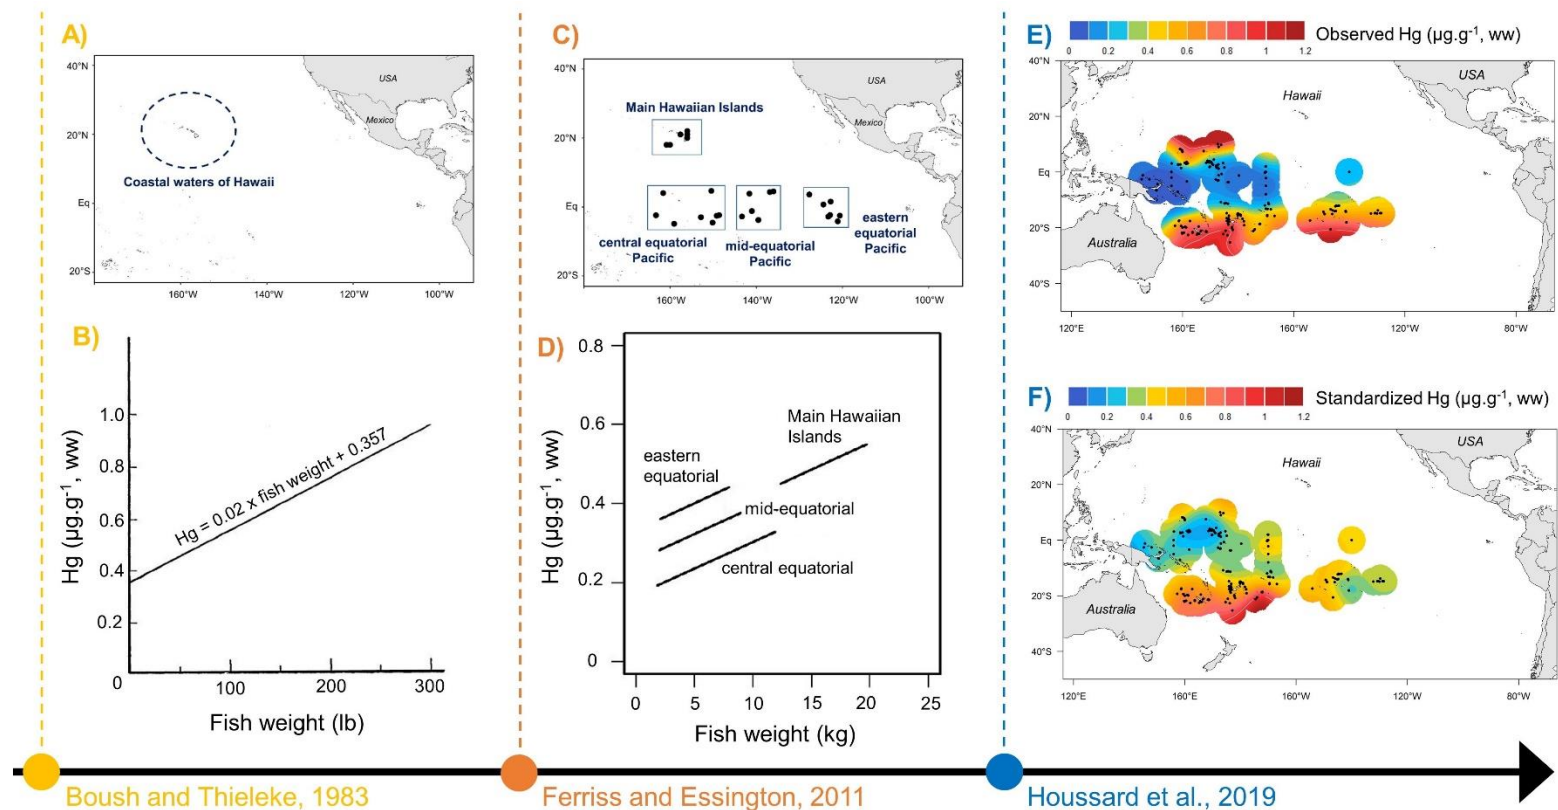 A)
40°N
20°N
Eq
20°S
160°W
140°W
120°W
100°W
USA
Mexico
Coastal waters of Hawaii
B)
Hg (µg.g⁻¹, ww)
1.0
0.8
0.6
0.4
0.2
0
100
200
300
Hg = 0.02 x fish weight + 0.357
Fish weight (lb)
Boush and Thieleke, 1983
C)
40°N
20°N
Eq
20°S
160°W
140°W
120°W
100°W
USA
Mexico
Main Hawaiian Islands
central equatorial
Pacific
mid-equatorial
Pacific
eastern
equatorial
Pacific
D)
Hg (µg.g⁻¹, ww)
0.8
0.6
0.4
0.2
0
0
5
10
15
20
25
Main Hawaiian
Islands
eastern
equatorial
mid-equatorial
central equatorial
Fish weight (kg)
Ferriss and Essington, 2011
E)
0
0.2
0.4
0.6
0.8
1
1.2
Observed Hg (µg.g⁻¹, ww)
40°N
20°N
Eq
20°S
40°S
120°E
160°E
160°W
120°W
80°W
USA
Hawaii
Australia
F)
0
0.2
0.4
0.6
0.8
1
1.2
Standardized Hg (µg.g⁻¹, ww)
40°N
20°N
Eq
20°S
40°S
120°E
160°E
160°W
120°W
80°W
USA
Hawaii
Australia
Houssard et al., 2019